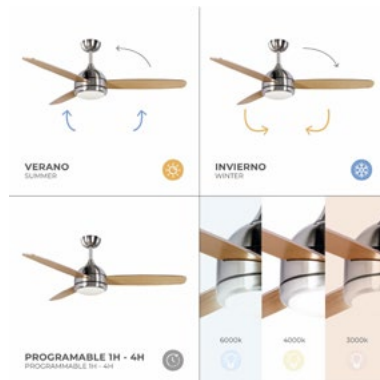 VERANO
SUMMER
INVIERNO
WINTER
PROGRAMABLE 1H - 4H
PROGRAMMABLE 1H - 4H
6000k
4000k
3000k